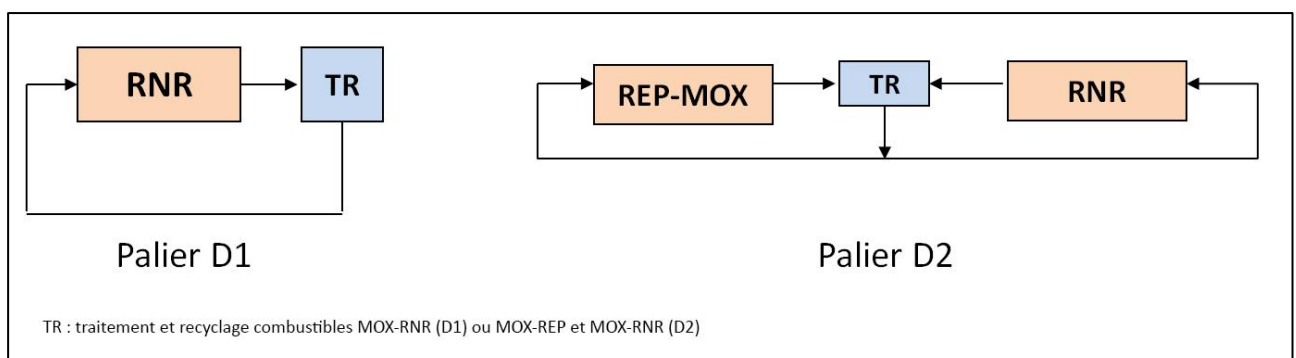 RNR
TR
REP-MOX
TR
RNR
Palier D1
Palier D2
TR : traitement et recyclage combustibles MOX-RNR (D1) ou MOX-REP et MOX-RNR (D2)